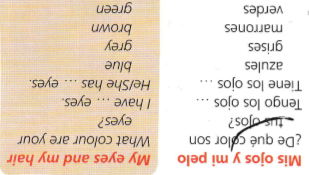 Mis ojos y mi pelo
¿De qué color son
tus ojos?
Tengo los ojos ...
Tiene los ojos ...
azules
grises
marrones
verdes
My eyes and my hair
What colour are your
eyes?
I have ... eyes.
He/She has ... eyes.
blue
grey
brown
green